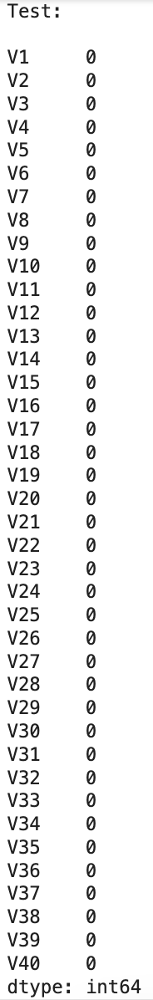 Test:
V1 0
V2 0
V3 0
V4 0
V5 0
V6 0
V7 0
V8 0
V9 0
V10 0
V11 0
V12 0
V13 0
V14 0
V15 0
V16 0
V17 0
V18 0
V19 0
V20 0
V21 0
V22 0
V23 0
V24 0
V25 0
V26 0
V27 0
V28 0
V29 0
V30 0
V31 0
V32 0
V33 0
V34 0
V35 0
V36 0
V37 0
V38 0
V39 0
V40 0
dtype: int64